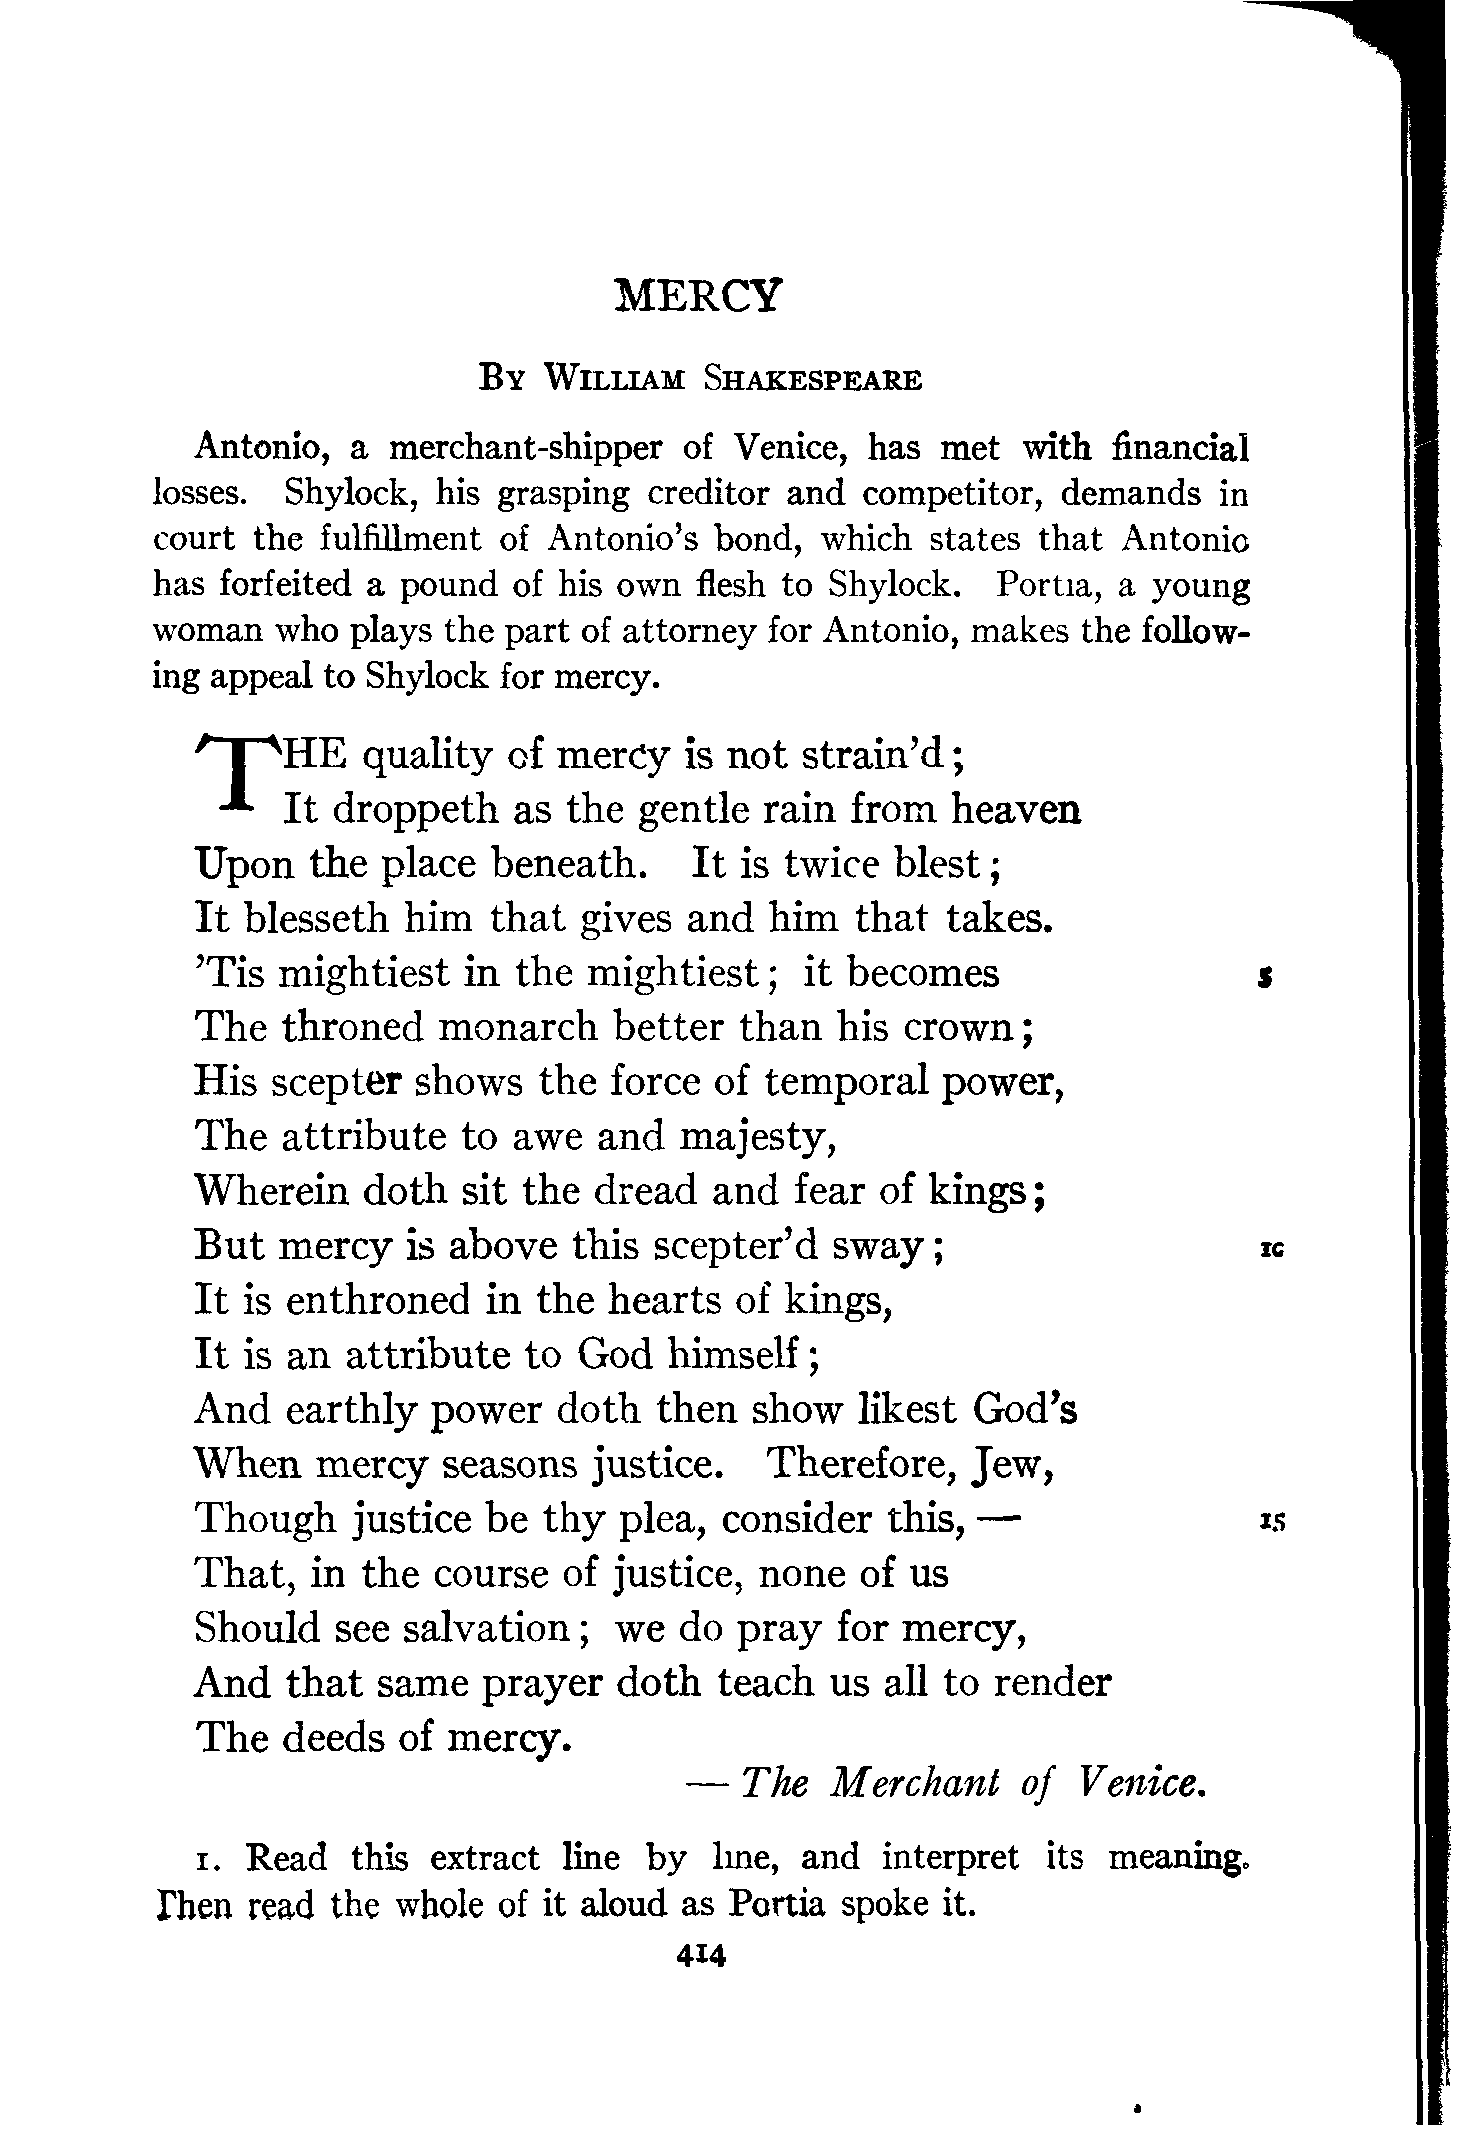 MERCY
By William Shakespeare
Antonio, a merchant-shipper of Venice, has met with financial
losses. Shylock, his grasping creditor and competitor, demands in
court the fulfillment of Antonio's bond, which states that Antonio
has forfeited a pound of his own flesh to Shylock. Portia, a young
woman who plays the part of attorney for Antonio, makes the follow-
ing appeal to Shylock for mercy.
THE quality of mercy is not strain'd;
It droppeth as the gentle rain from heaven
Upon the place beneath. It is twice blest;
It blesseth him that gives and him that takes.
'Tis mightiest in the mightiest; it becomes 5
The throned monarch better than his crown;
His scepter shows the force of temporal power,
The attribute to awe and majesty,
Wherein doth sit the dread and fear of kings;
But mercy is above this scepter'd sway; 10
It is enthroned in the hearts of kings,
It is an attribute to God himself;
And earthly power doth then show likest God's
When mercy seasons justice. Therefore, Jew,
Though justice be thy plea, consider this, — 15
That, in the course of justice, none of us
Should see salvation; we do pray for mercy,
And that same prayer doth teach us all to render
The deeds of mercy.
— The Merchant of Venice.
1. Read this extract line by line, and interpret its meaning.
Then read the whole of it aloud as Portia spoke it.
414